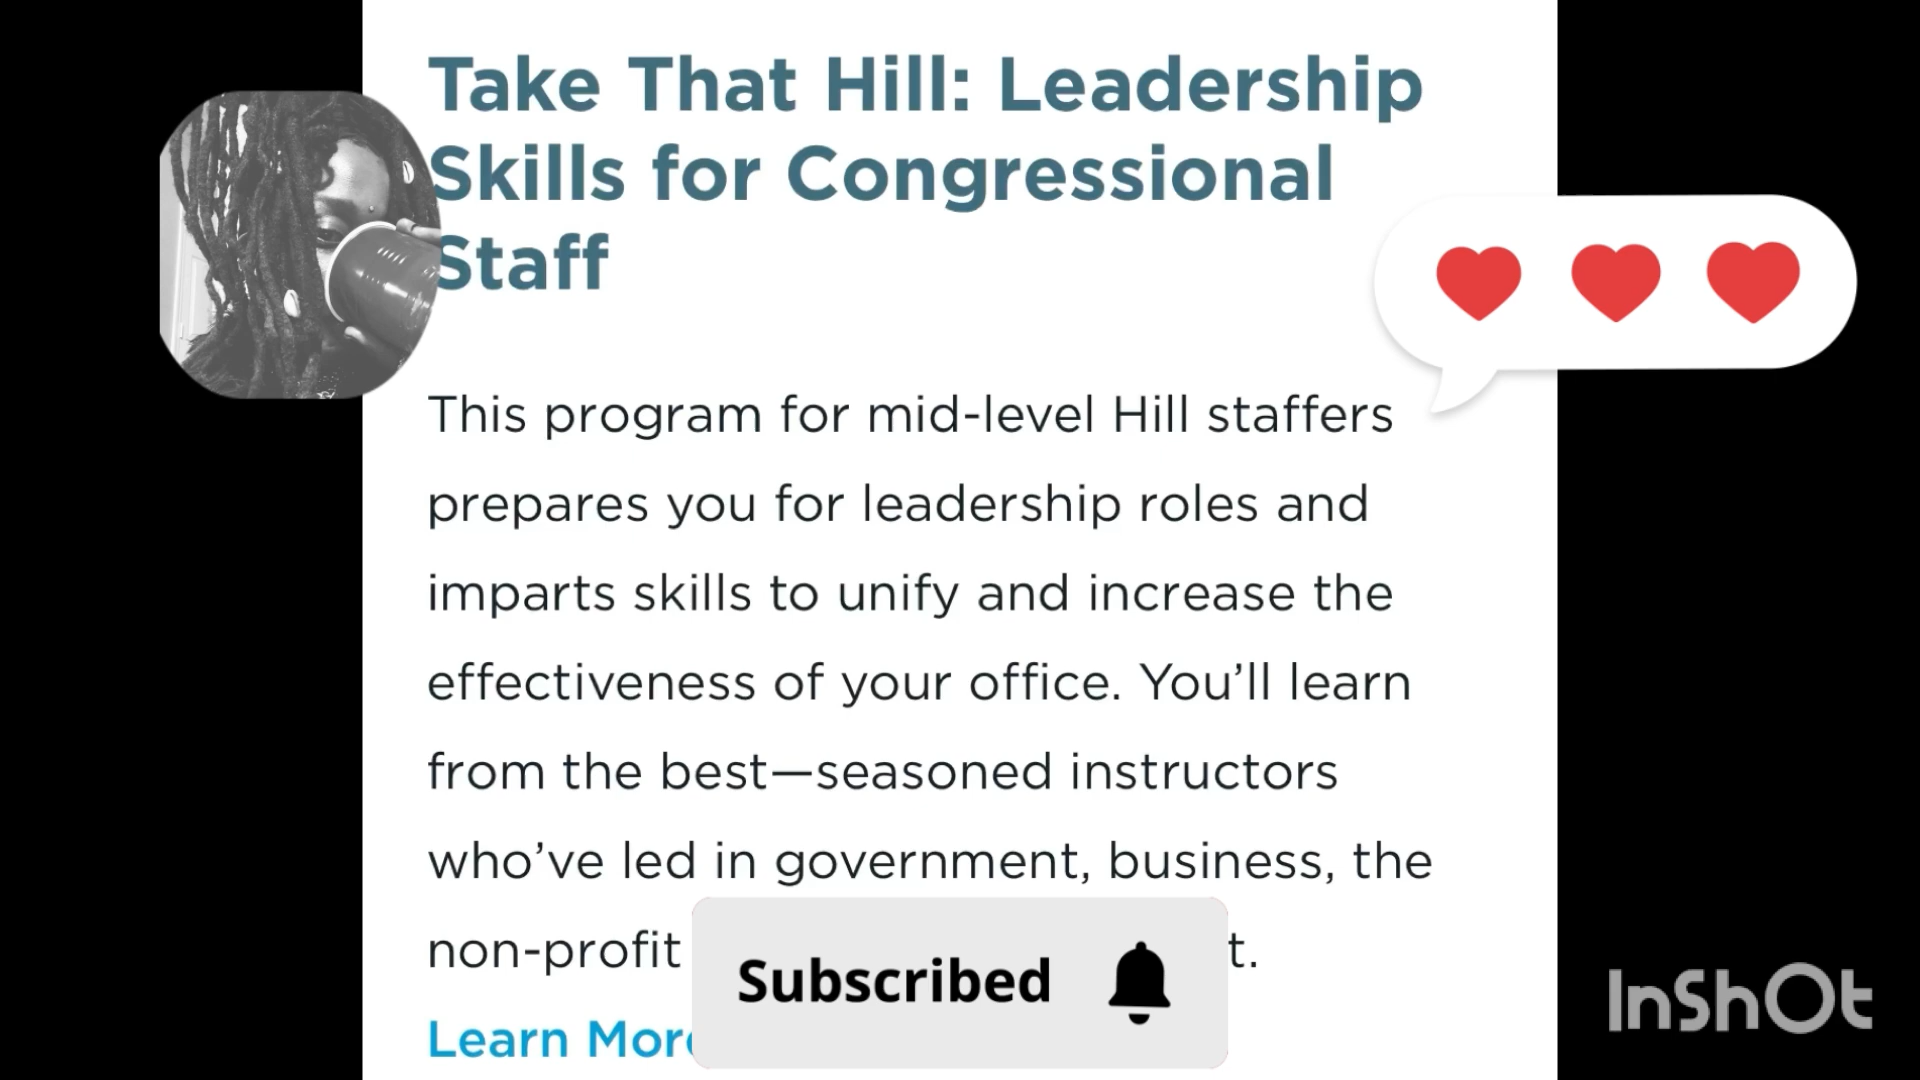 Take That Hill: Leadership
Skills for Congressional
Staff
This program for mid-level Hill staffers
prepares you for leadership roles and
imparts skills to unify and increase the
effectiveness of your office. You’ll learn
from the best—seasoned instructors
who’ve led in government, business, the
non-profit t.
Subscribed
Learn More
InShOt